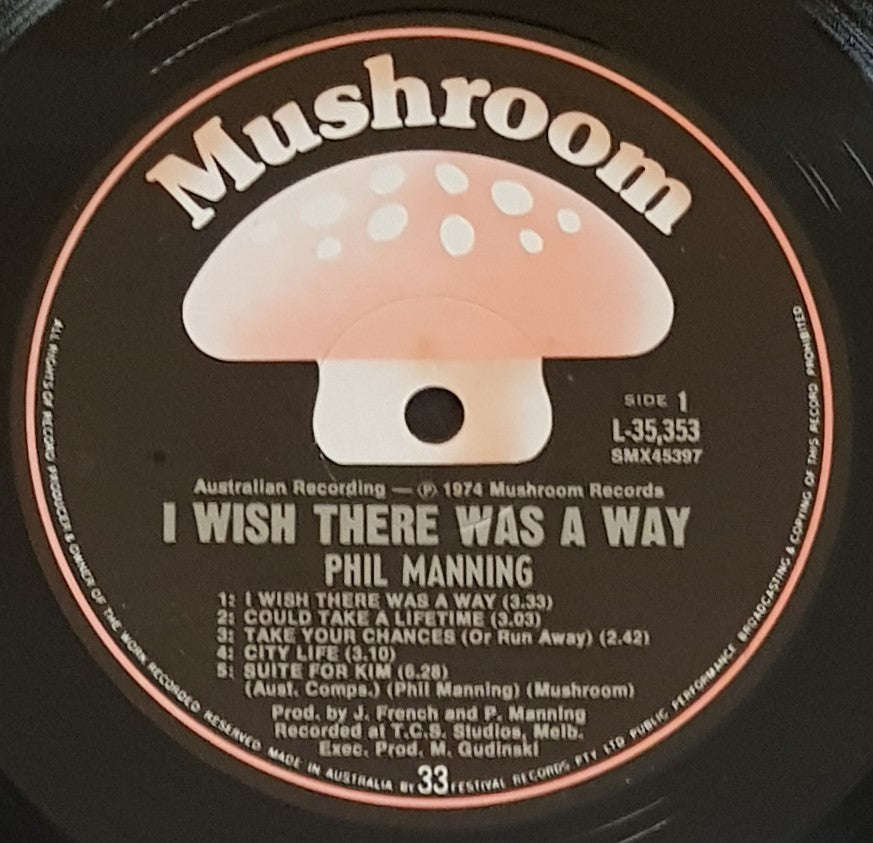 Mushroom
SIDE 1
L-35,353
SMX45397
Australian Recording — Ⓟ 1974 Mushroom Records
I WISH THERE WAS A WAY
PHIL MANNING
1: I WISH THERE WAS A WAY (3.33)
2: COULD TAKE A LIFETIME (3.03)
3: TAKE YOUR CHANCES (Or Run Away) (2.42)
4: CITY LIFE (3.10)
5: SUITE FOR KIM (6.28)
(Aust. Comps.) (Phil Manning) (Mushroom)
Prod. by J. French and P. Manning
Recorded at T.C.S. Studios, Melb.
Exec. Prod. M. Gudinski
33
ALL RIGHTS OF RECORD PRODUCER & OWNER OF THE WORK RECORDED RESERVED MADE IN AUSTRALIA BY FESTIVAL RECORDS PTY LTD PUBLIC PERFORMANCE BROADCASTING & COPYING OF THIS RECORD PROHIBITED